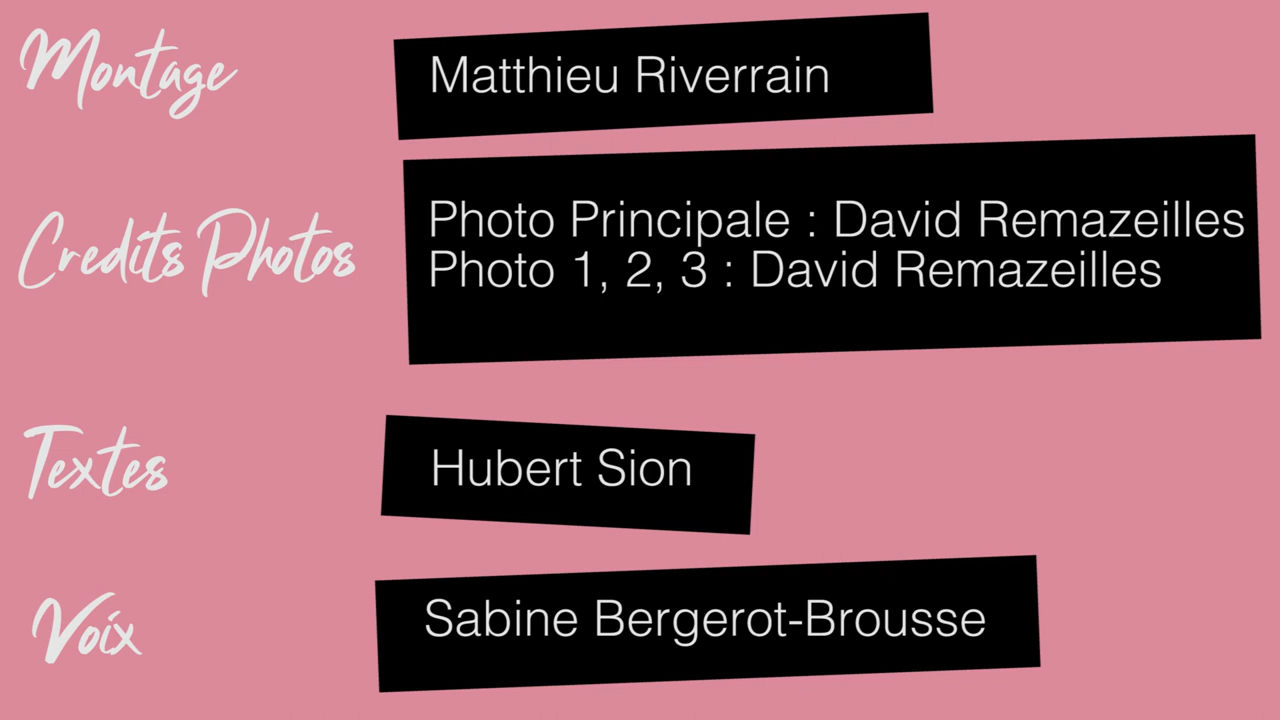 Montage
Matthieu Riverrain
Credits Photos
Photo Principale : David Remazeilles
Photo 1, 2, 3 : David Remazeilles
Textes
Hubert Sion
Voix
Sabine Bergerot-Brousse